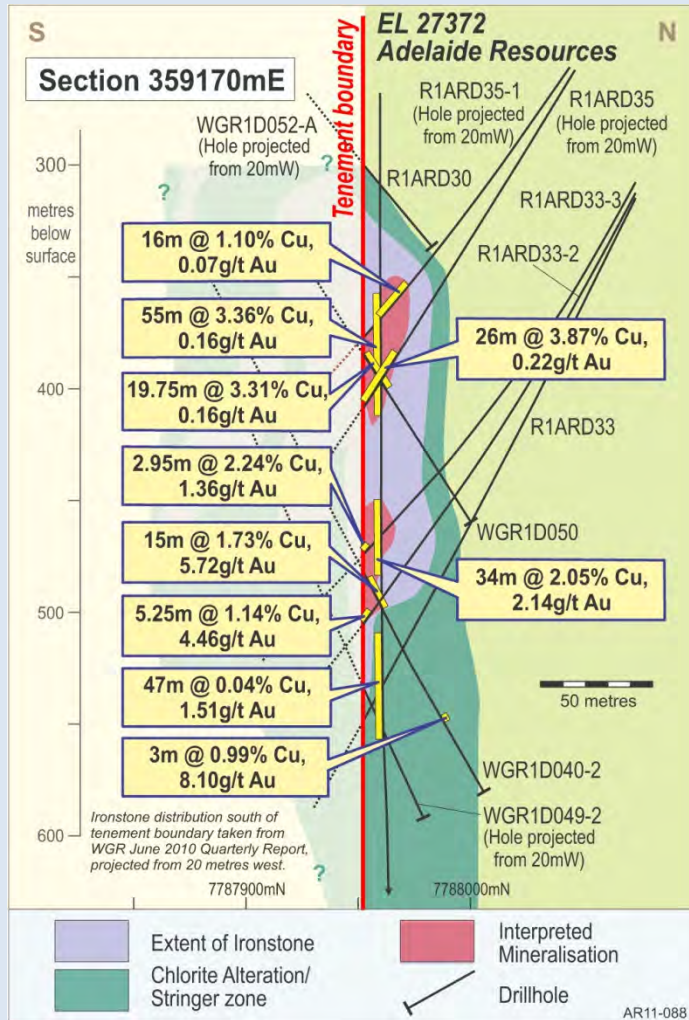 S
N
EL 27372
Adelaide Resources
Section 359170mE
Tenement boundary
R1ARD35-1
(Hole projected
from 20mW)
R1ARD35
(Hole projected
from 20mW)
WGR1D052-A
(Hole projected
from 20mW)
R1ARD30
R1ARD33-3
R1ARD33-2
300
?
?
metres
below
surface
16m @ 1.10% Cu,
0.07g/t Au
55m @ 3.36% Cu,
0.16g/t Au
26m @ 3.87% Cu,
0.22g/t Au
400
19.75m @ 3.31% Cu,
0.16g/t Au
R1ARD33
2.95m @ 2.24% Cu,
1.36g/t Au
WGR1D050
15m @ 1.73% Cu,
5.72g/t Au
34m @ 2.05% Cu,
2.14g/t Au
500
5.25m @ 1.14% Cu,
4.46g/t Au
47m @ 0.04% Cu,
1.51g/t Au
50 metres
3m @ 0.99% Cu,
8.10g/t Au
WGR1D040-2
WGR1D049-2
(Hole projected
from 20mW)
600
Ironstone distribution south of
tenement boundary taken from
WGR June 2010 Quarterly Report,
projected from 20 metres west.
?
7787900mN
7788000mN
Extent of Ironstone
Interpreted
Mineralisation
Chlorite Alteration/
Stringer zone
Drillhole
AR11-088